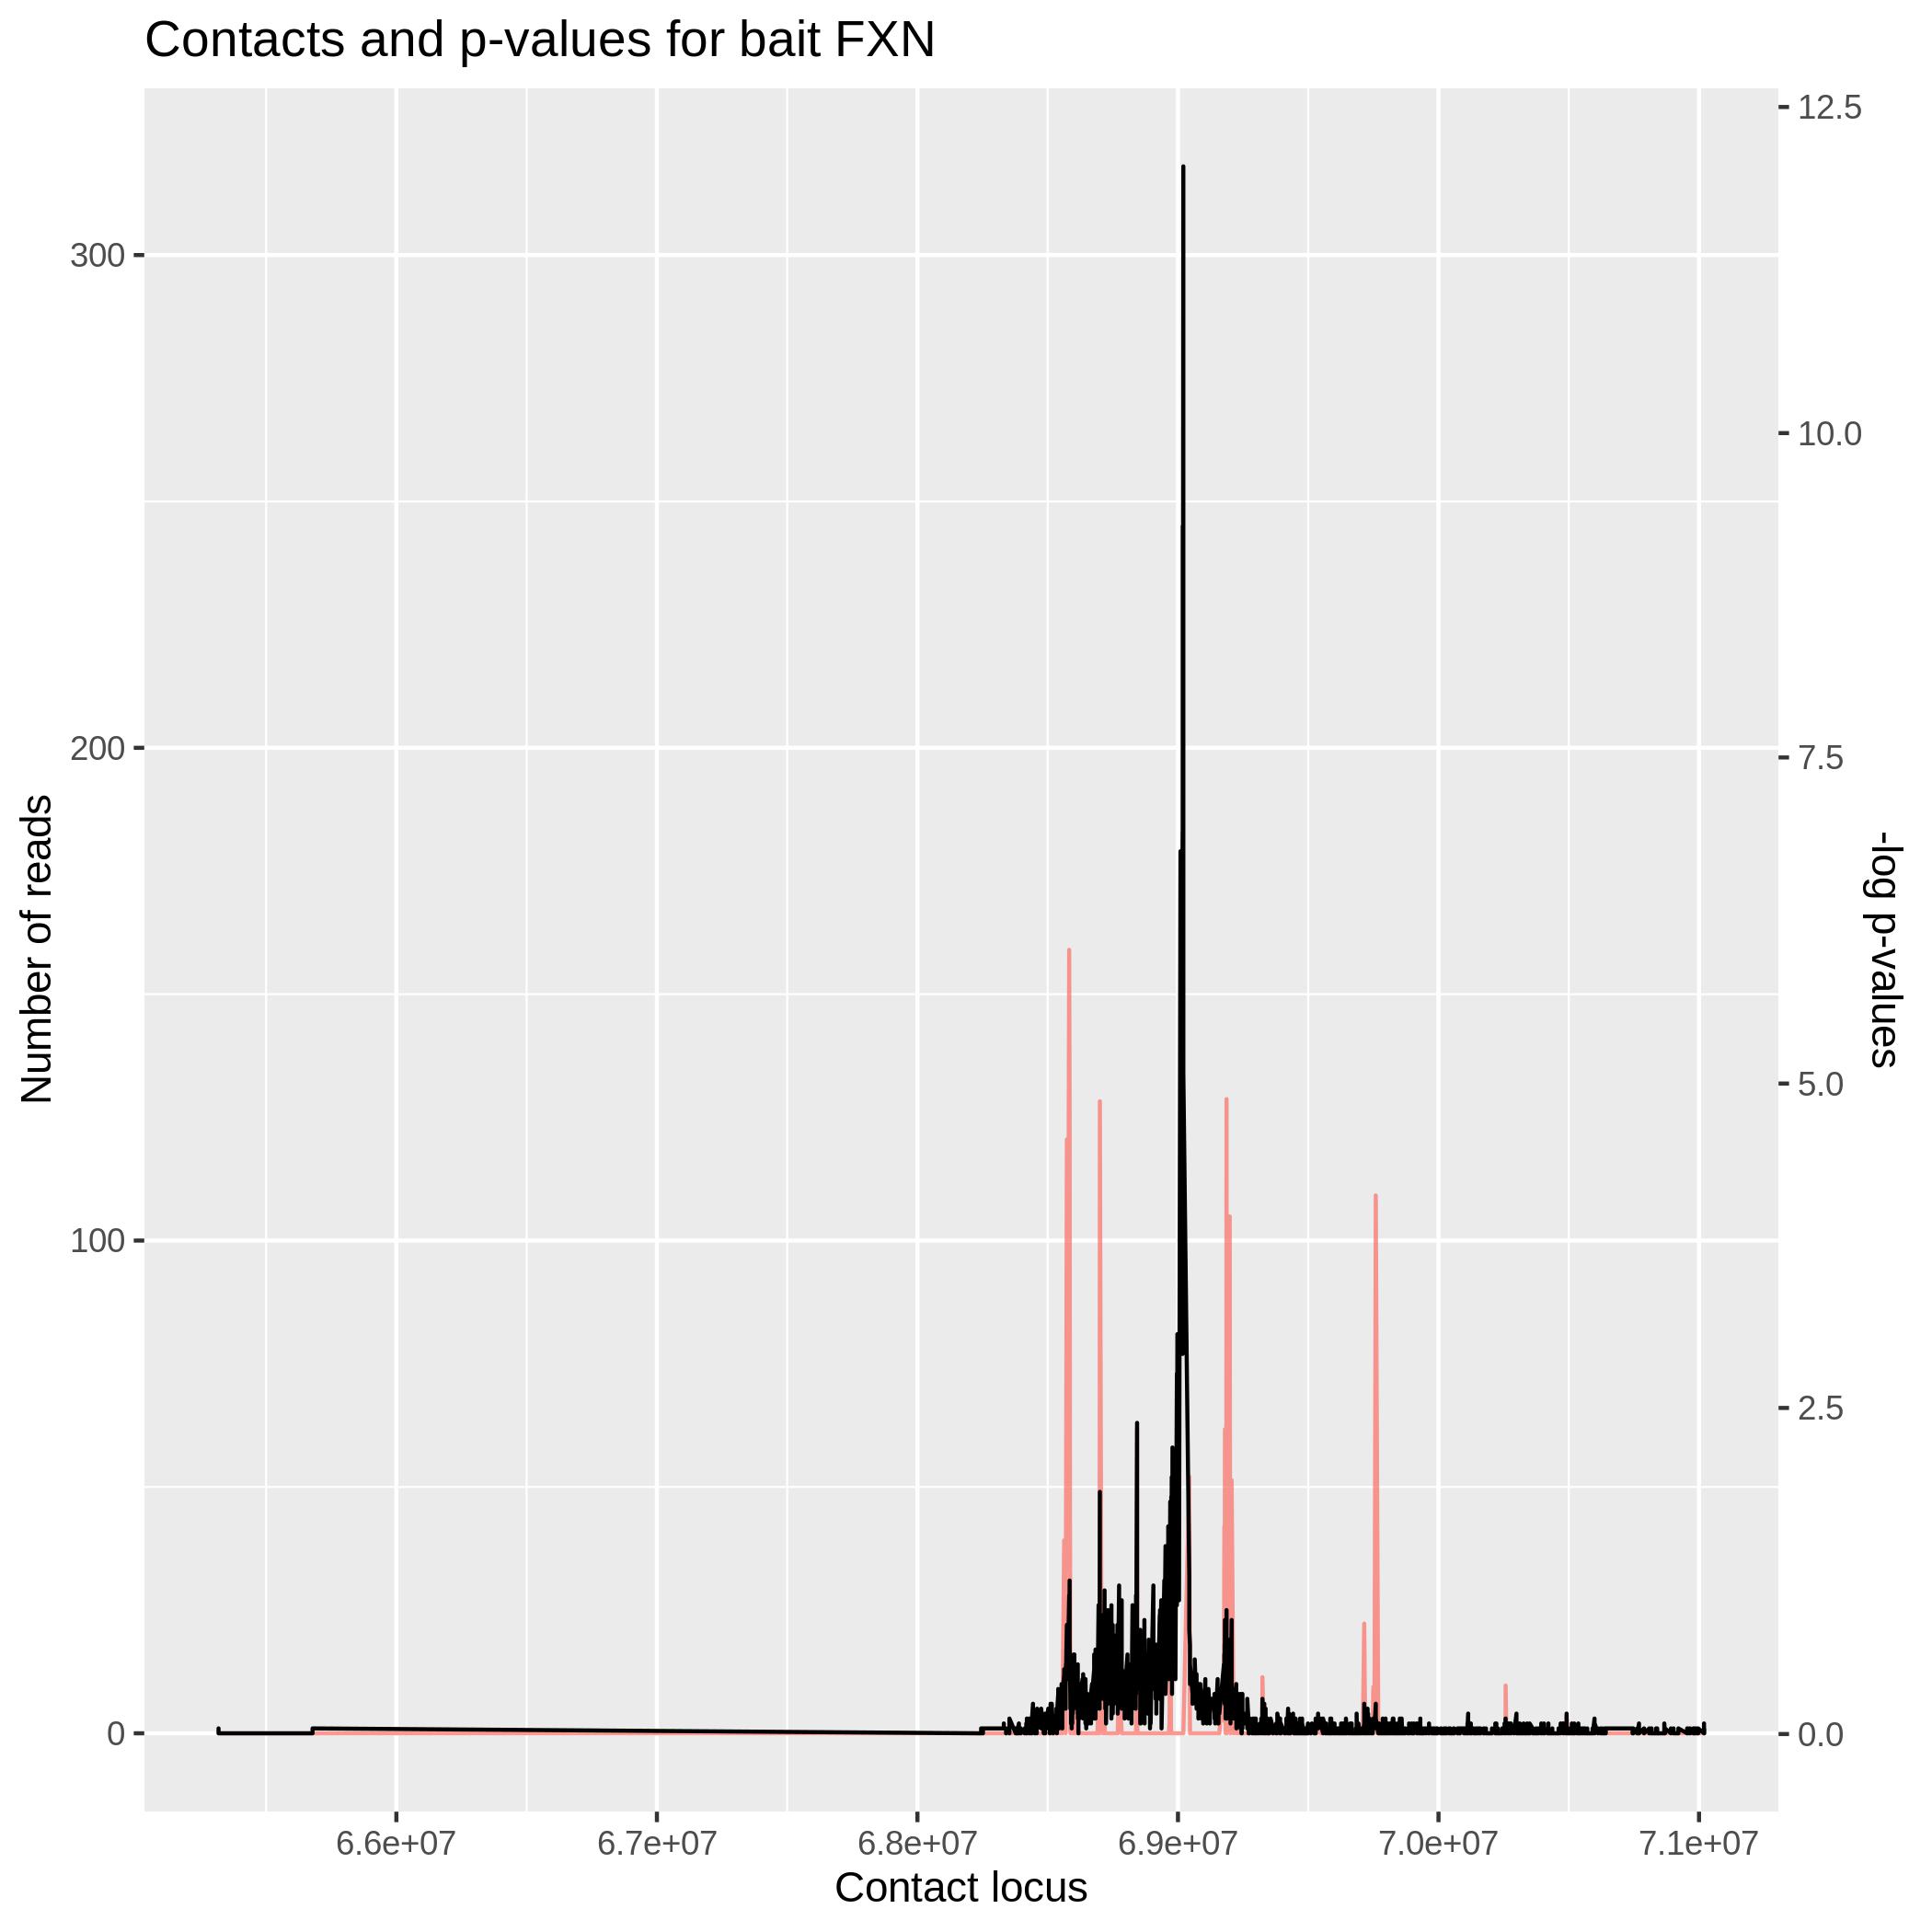 Contacts and p-values for bait FXN
12.5
300
10.0
200
7.5
Number of reads
-log p-values
5.0
100
2.5
0
0.0
6.6e+07
6.7e+07
6.8e+07
6.9e+07
7.0e+07
7.1e+07
Contact locus